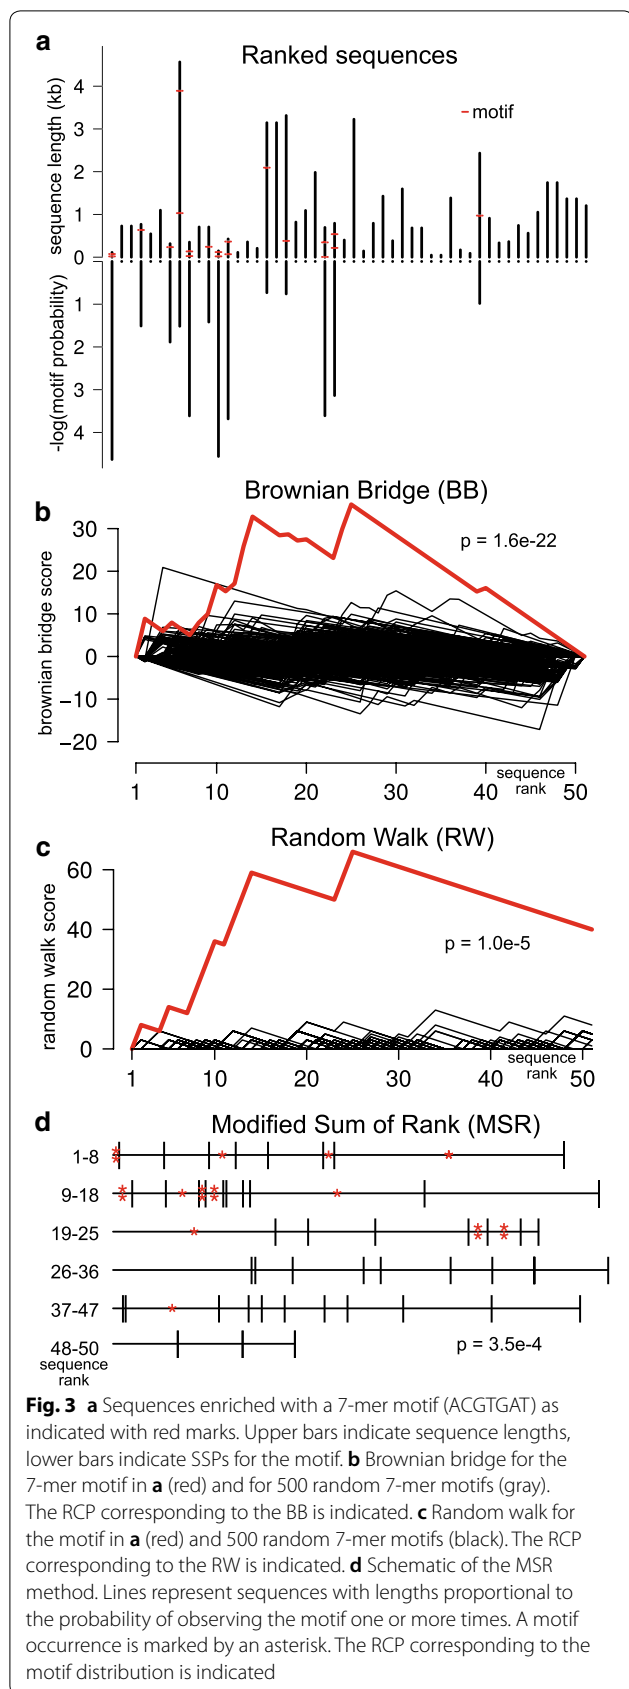 a
Ranked sequences
sequence length (kb)
4
3
2
1
0
motif
-log(motif probability)
1
2
3
4
b
Brownian Bridge (BB)
brownian bridge score
30
20
10
0
−10
−20
p = 1.6e-22
1 10 20 30 40 50
sequence
rank
c
Random Walk (RW)
random walk score
60
40
20
0
p = 1.0e-5
1 10 20 30 40 50
sequence
rank
d
Modified Sum of Rank (MSR)
1-8
9-18
19-25
26-36
37-47
48-50
sequence
rank
p = 3.5e-4
Fig. 3 a Sequences enriched with a 7-mer motif (ACGTGAT) as
indicated with red marks. Upper bars indicate sequence lengths,
lower bars indicate SSPs for the motif. b Brownian bridge for the
7-mer motif in a (red) and for 500 random 7-mer motifs (gray).
The RCP corresponding to the BB is indicated. c Random walk for
the motif in a (red) and 500 random 7-mer motifs (black). The RCP
corresponding to the RW is indicated. d Schematic of the MSR
method. Lines represent sequences with lengths proportional to
the probability of observing the motif one or more times. A motif
occurrence is marked by an asterisk. The RCP corresponding to the
motif distribution is indicated